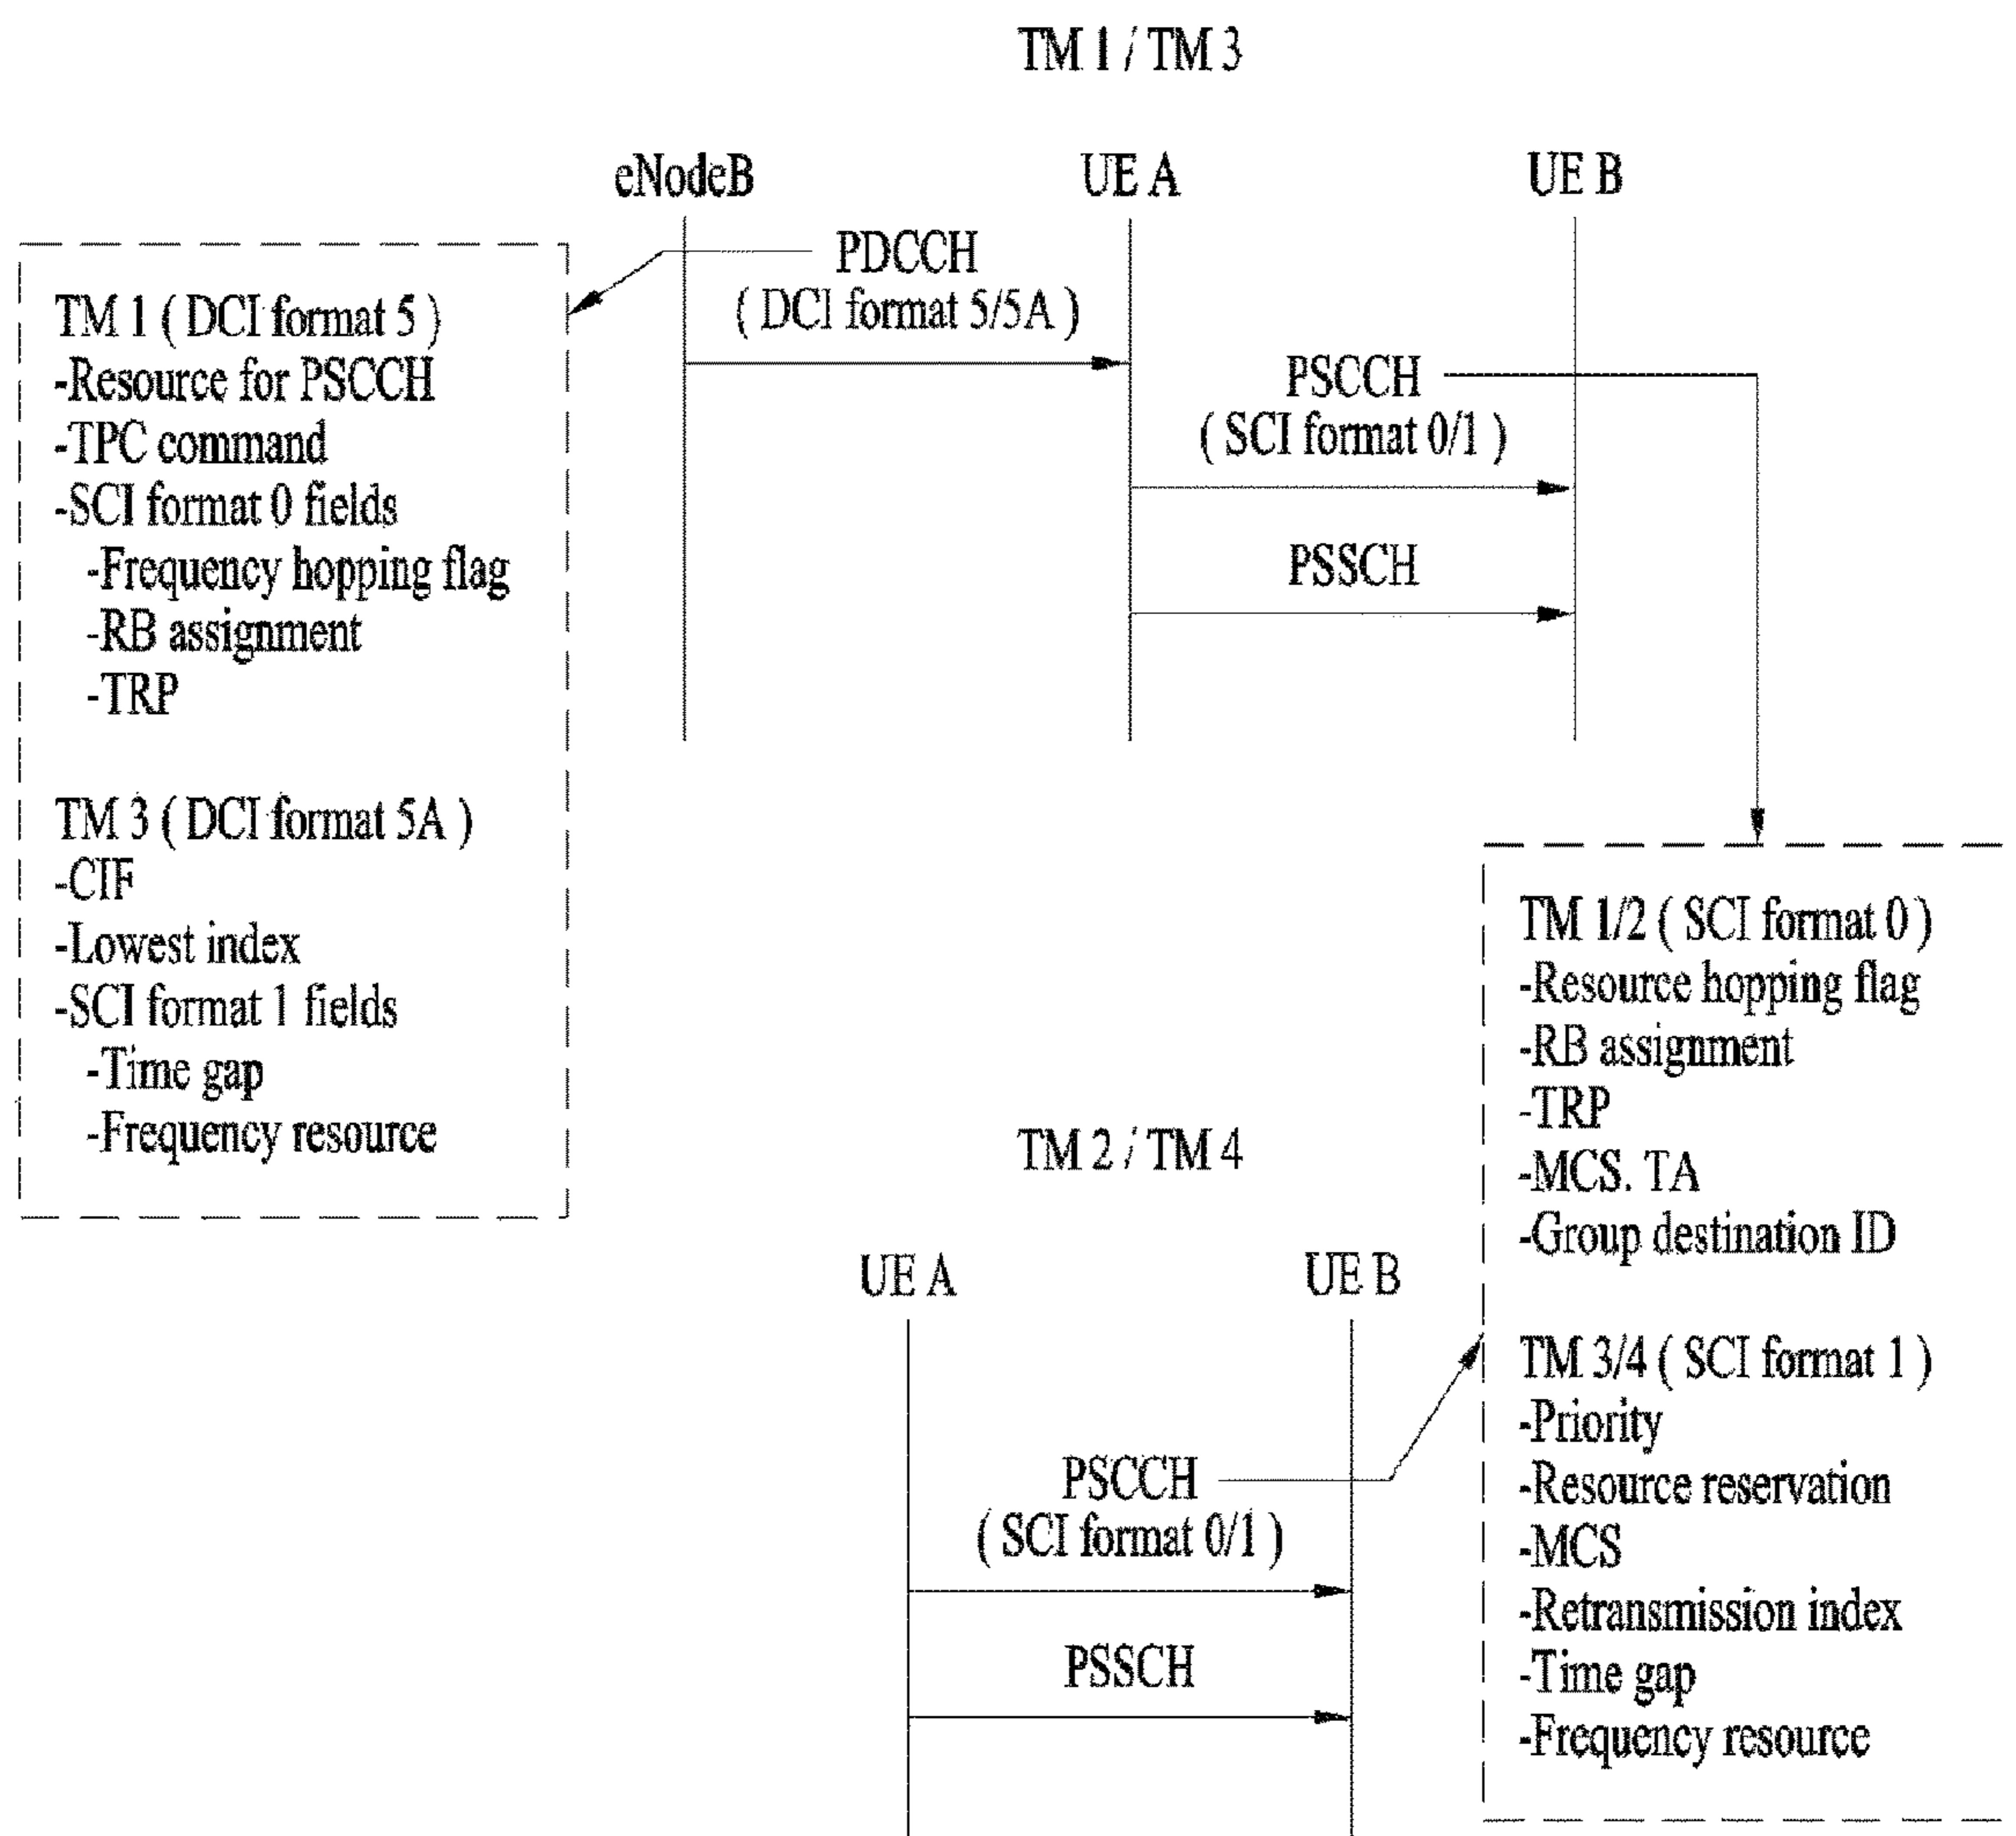 TM 1 / TM 3
eNodeB
UE A
UE B
PDCCH
( DCI format 5/5A )
PSCCH
( SCI format 0/1 )
PSSCH
TM 1 ( DCI format 5 )
-Resource for PSCCH
-TPC command
-SCI format 0 fields
-Frequency hopping flag
-RB assignment
-TRP
TM 3 ( DCI format 5A )
-CIF
-Lowest index
-SCI format 1 fields
-Time gap
-Frequency resource
TM 1/2 ( SCI format 0 )
-Resource hopping flag
-RB assignment
-TRP
-MCS. TA
-Group destination ID
TM 3/4 ( SCI format 1 )
-Priority
-Resource reservation
-MCS
-Retransmission index
-Time gap
-Frequency resource
TM 2 / TM 4
UE A
UE B
PSCCH
( SCI format 0/1 )
PSSCH